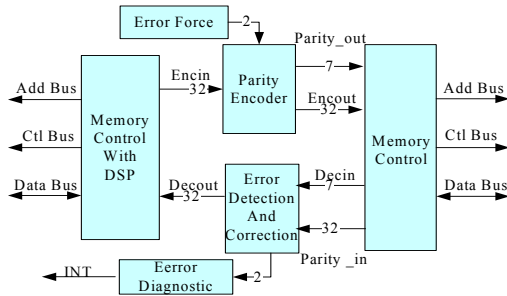 Error Force
2
Parity_out
7
Encin
32
Parity
Encoder
Encout
32
Add Bus
Ctl Bus
Data Bus
Memory
Control
With
DSP
Memory
Control
Add Bus
Ctl Bus
Data Bus
Decout
32
Error
Detection
And
Correction
Decin
7
32
Parity _in
INT
Eerror
Diagnostic
2